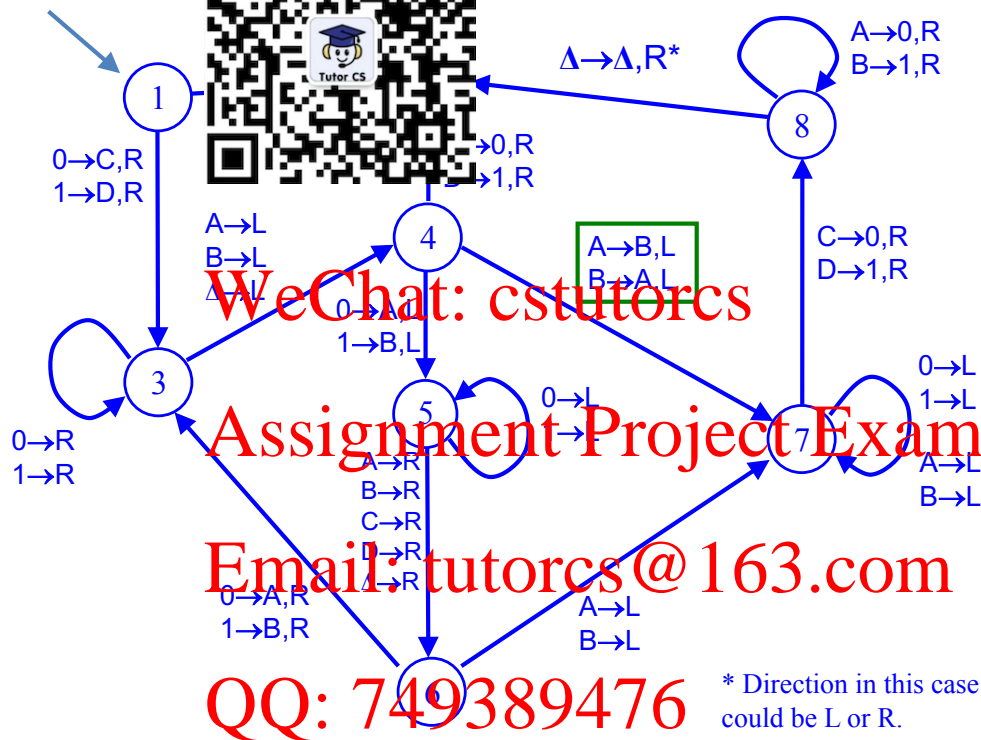 Tutor CS
1
8
Δ→Δ,R*
A→0,R
B→1,R
→0,R
→1,R
0→C,R
1→D,R
A→L
B→L
Δ→L
4
A→B,L
B→A,L
C→0,R
D→1,R
WeChat: cstutorcs
0→A,L
1→B,L
3
0→R
1→R
5
0→L
1→L
7
0→L
1→L
A→L
B→L
Assignment Project Exam
A→R
B→R
C→R
D→R
Δ→R
Email: tutorcs@163.com
0→A,R
1→B,R
A→L
B→L
6
QQ: 749389476
* Direction in this case
could be L or R.